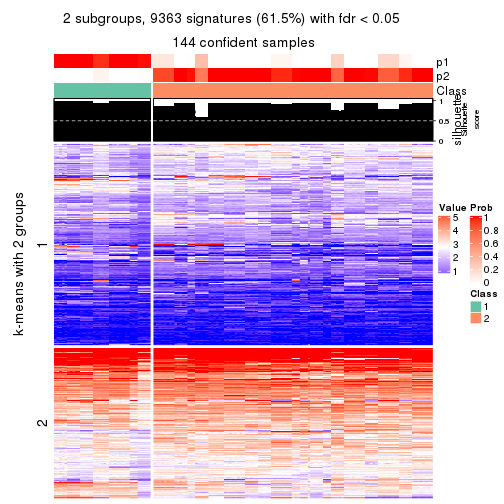 2 subgroups, 9363 signatures (61.5%) with fdr < 0.05
144 confident samples
p1
p2
Class
silhouette
Silhouette
score
1
0.5
0
k-means with 2 groups
1
2
Value
5
4
3
2
1
Prob
1
0.8
0.6
0.4
0.2
0
Class
1
2